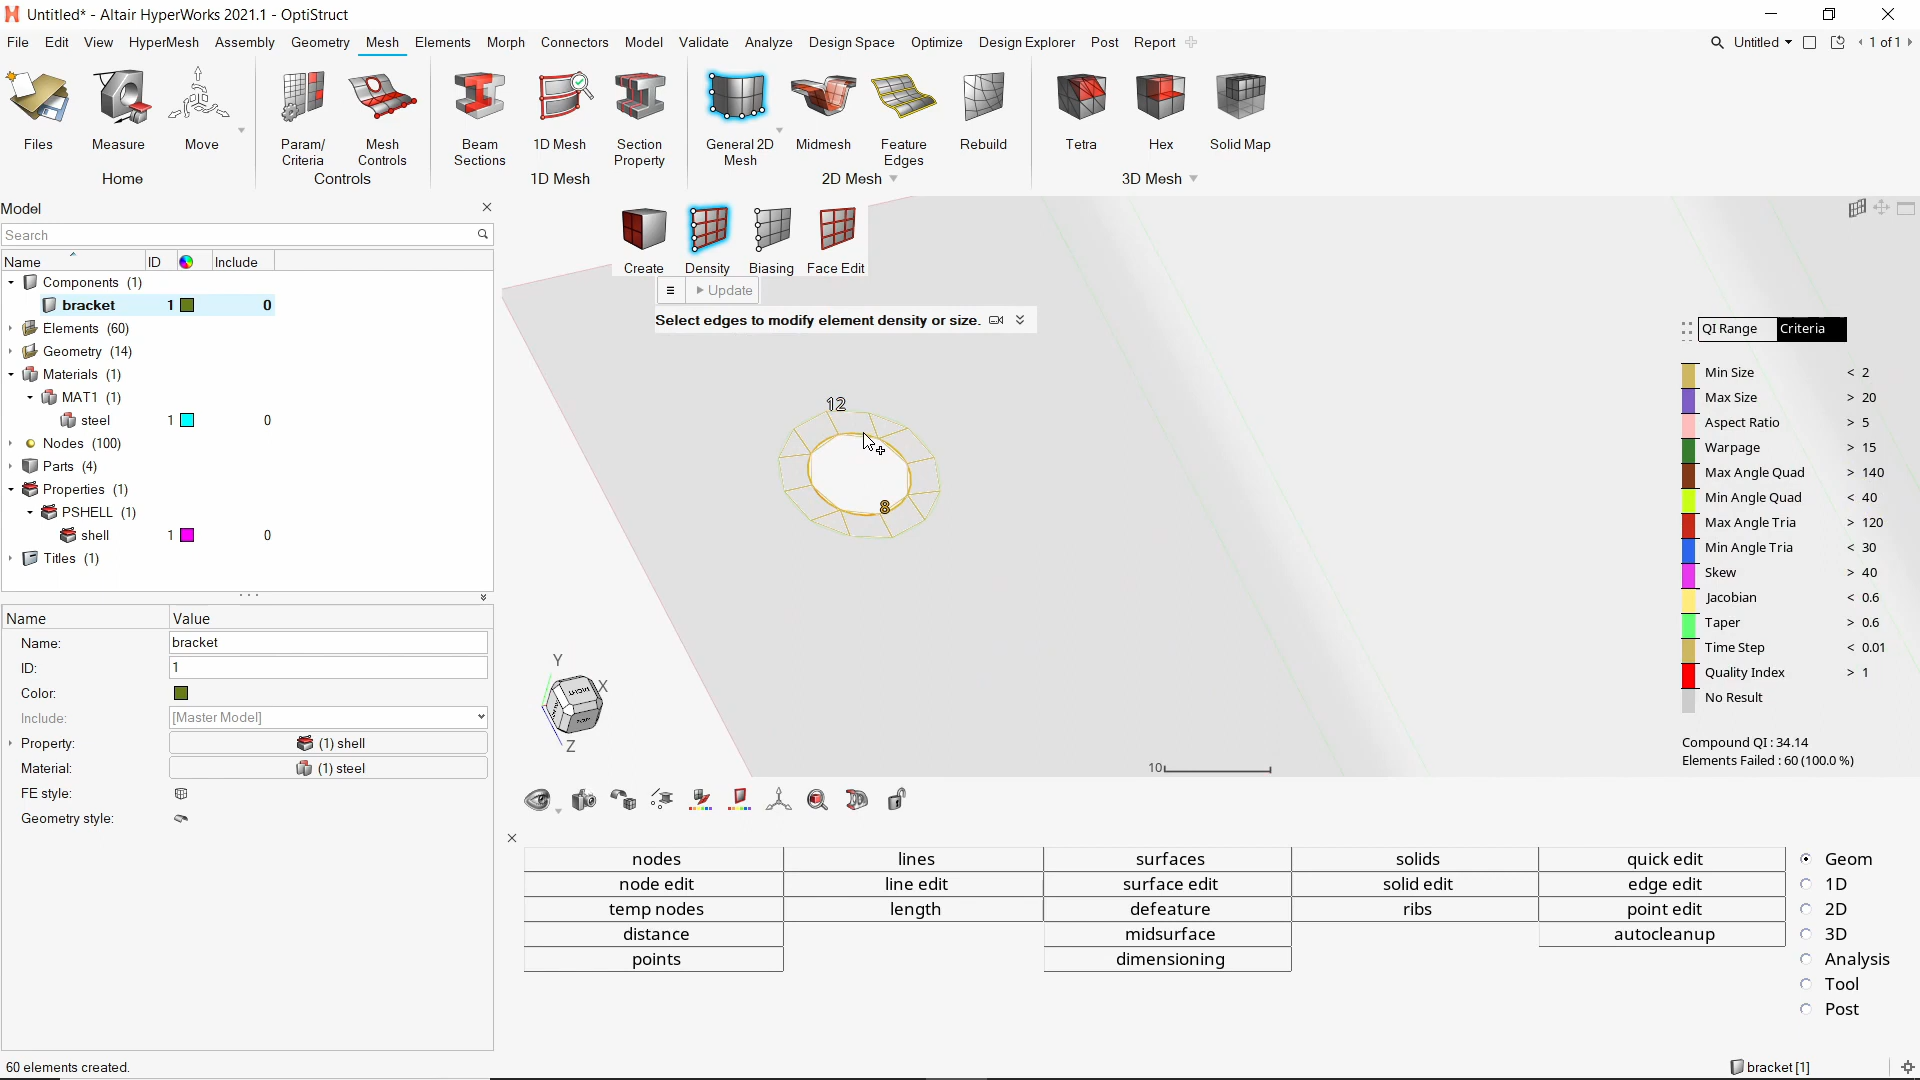 Untitled* - Altair HyperWorks 2021.1 - OptiStruct
File Edit View HyperMesh Assembly Geometry Mesh Elements Morph Connectors Model Validate Analyze Design Space Optimize Design Explorer Post Report Untitled 1 of 1
Files Measure Move Param/ Criteria Mesh Controls Beam Sections 1D Mesh Section Property General 2D Mesh Midmesh Feature Edges Rebuild Tetra Hex Solid Map
Home Controls 1D Mesh 2D Mesh 3D Mesh
Model
Search
Name ID Include
Components (1)
bracket 1 0
Elements (60)
Geometry (14)
Materials (1)
MAT1 (1)
steel 1 0
Nodes (100)
Parts (4)
Properties (1)
PSHELL (1)
shell 1 0
Titles (1)
Name Value
Name: bracket
ID: 1
Color:
Include: [Master Model]
Property: (1) shell
Material: (1) steel
FE style:
Geometry style:
Create Density Biasing Face Edit
Update
Select edges to modify element density or size.
12
8
Y
X
Z
10
QI Range Criteria
Min Size < 2
Max Size > 20
Aspect Ratio > 5
Warpage > 15
Max Angle Quad > 140
Min Angle Quad < 40
Max Angle Tria > 120
Min Angle Tria < 30
Skew > 40
Jacobian < 0.6
Taper > 0.6
Time Step < 0.01
Quality Index > 1
No Result
Compound QI : 34.14
Elements Failed : 60 (100.0 %)
nodes lines surfaces solids quick edit Geom
node edit line edit surface edit solid edit edge edit 1D
temp nodes length defeature ribs point edit 2D
distance midsurface autocleanup 3D
points dimensioning Analysis
Tool
Post
60 elements created.
bracket [1]